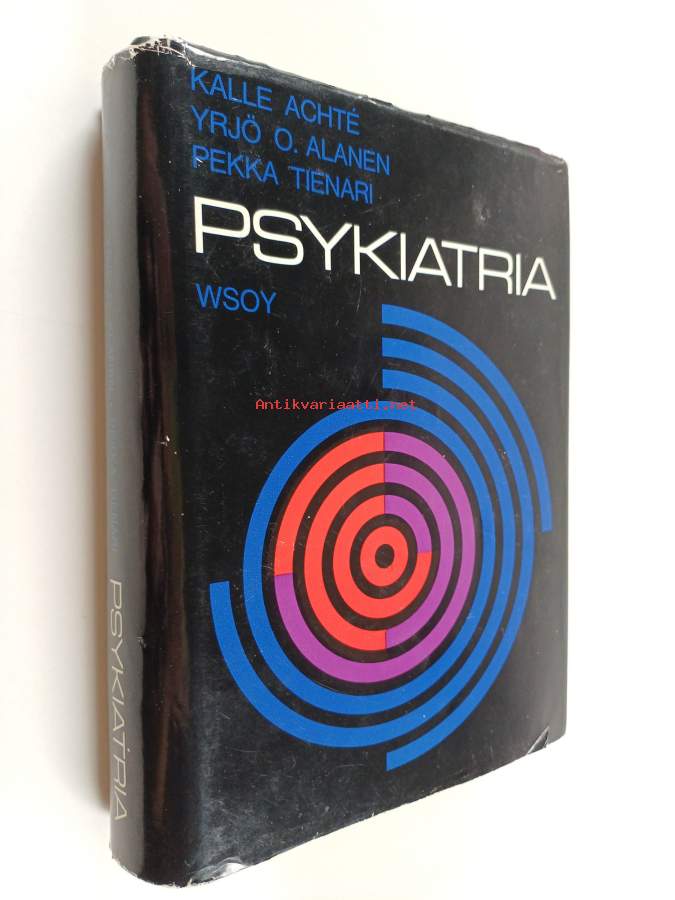 KALLE ACHTÉ
YRJÖ O. ALANEN
PEKKA TIENARI
PSYKIATRIA
WSOY
Antikvariaatti.net
PSYKIATRIA